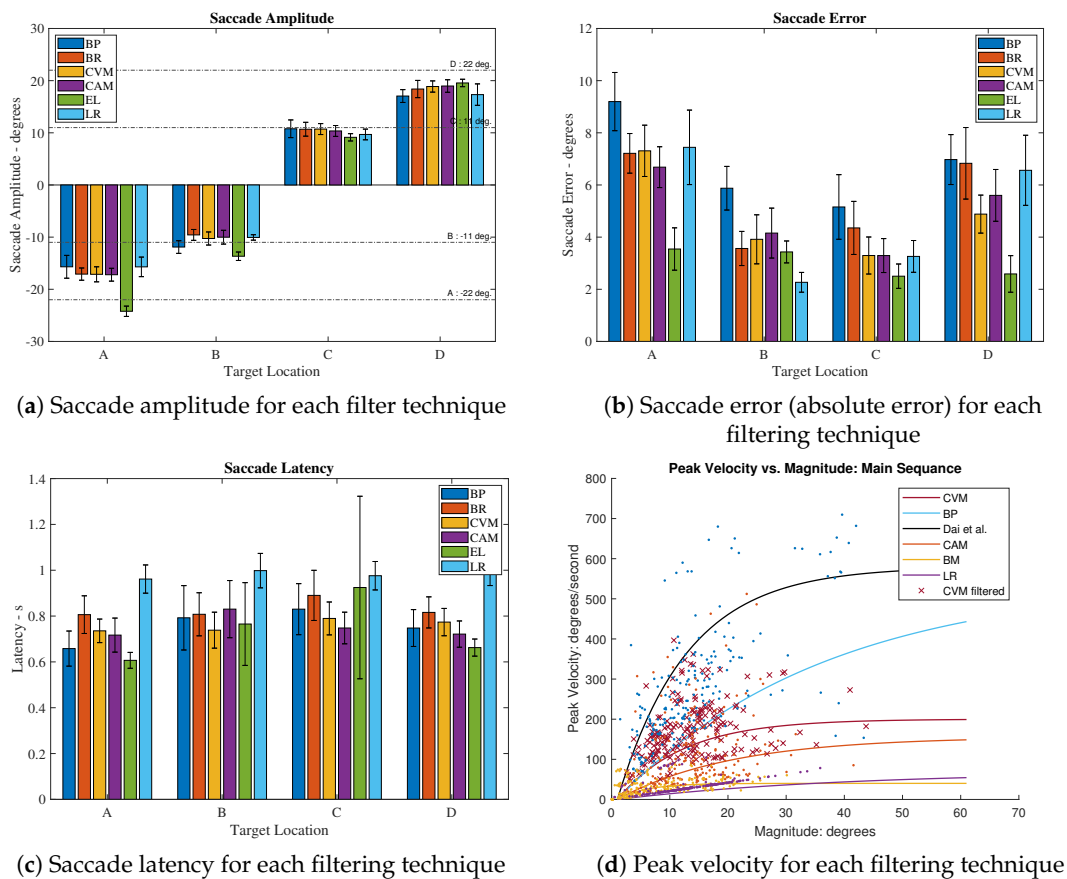 Saccade Amplitude
30
20
10
0
-10
-20
-30
Saccade Amplitude - degrees
BP
BR
CVM
CAM
EL
LR
D : 22 deg.
C : 11 deg.
B : -11 deg.
A : -22 deg.
A B C D
Target Location
(a) Saccade amplitude for each filter technique
Saccade Error
12
10
8
6
4
2
0
Saccade Error - degrees
BP
BR
CVM
CAM
EL
LR
A B C D
Target Location
(b) Saccade error (absolute error) for each
filtering technique
Saccade Latency
1.4
1.2
1
0.8
0.6
0.4
0.2
0
Latency - s
BP
BR
CVM
CAM
EL
LR
A B C D
Target Location
(c) Saccade latency for each filtering technique
Peak Velocity vs. Magnitude: Main Sequence
800
700
600
500
400
300
200
100
0
Peak Velocity: degrees/second
CVM
BP
Dai et al.
CAM
BM
LR
CVM filtered
0 10 20 30 40 50 60 70
Magnitude: degrees
(d) Peak velocity for each filtering technique